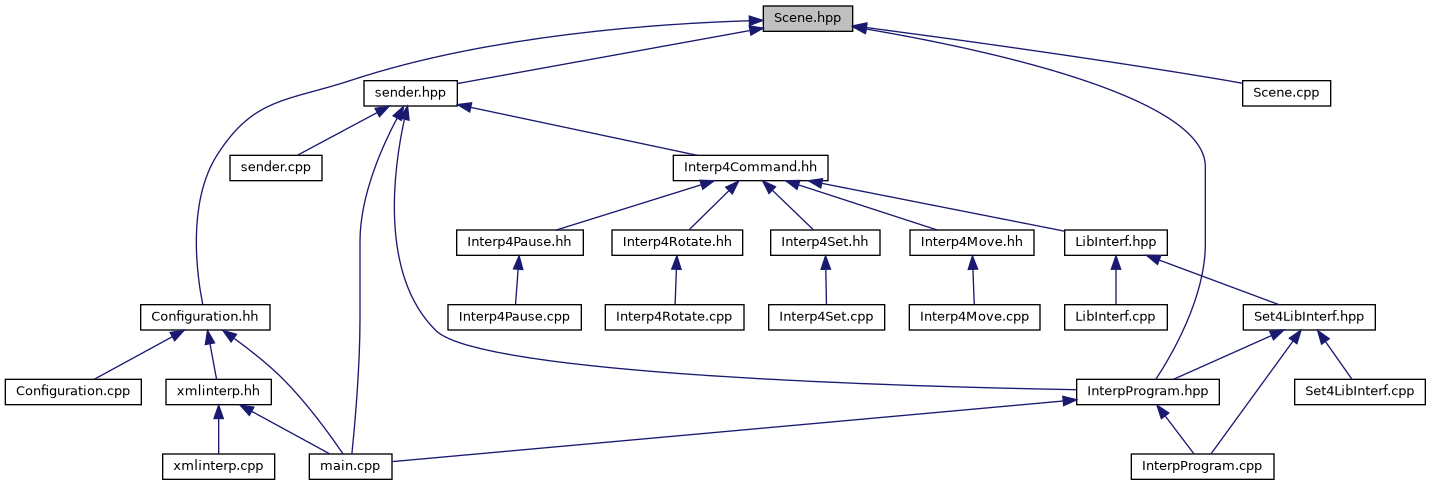 Scene.hpp
sender.hpp
Scene.cpp
sender.cpp
Interp4Command.hh
Interp4Pause.hh
Interp4Rotate.hh
Interp4Set.hh
Interp4Move.hh
LibInterf.hpp
Configuration.hh
Interp4Pause.cpp
Interp4Rotate.cpp
Interp4Set.cpp
Interp4Move.cpp
LibInterf.cpp
Set4LibInterf.hpp
Configuration.cpp
xmlinterp.hh
InterpProgram.hpp
Set4LibInterf.cpp
xmlinterp.cpp
main.cpp
InterpProgram.cpp